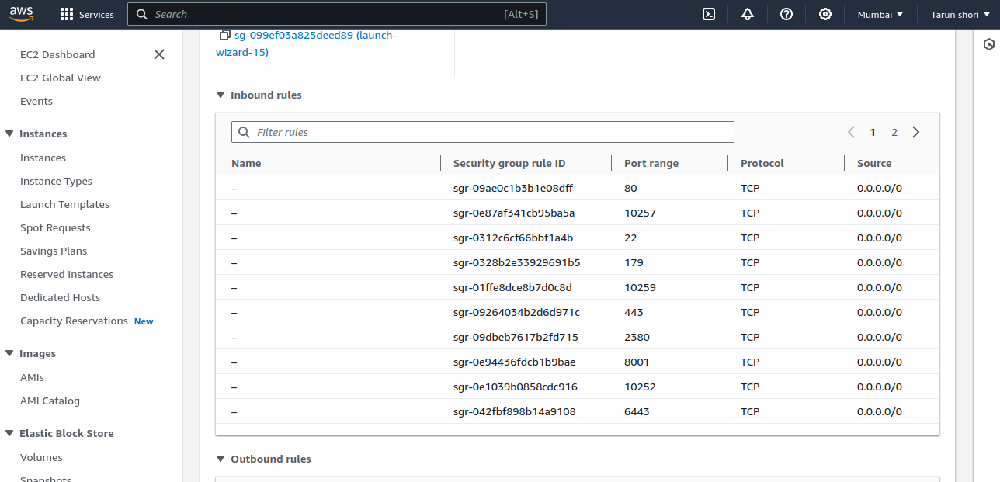 aws Services Search [Alt+S] Mumbai ▼ Tarun shori ▼
EC2 Dashboard
EC2 Global View
Events
Instances
Instances
Instance Types
Launch Templates
Spot Requests
Savings Plans
Reserved Instances
Dedicated Hosts
Capacity Reservations New
Images
AMIs
AMI Catalog
Elastic Block Store
Volumes
Snapshots
sg-099ef03a825deed89 (launch-
wizard-15)
Inbound rules
Filter rules 1 2
Name Security group rule ID Port range Protocol Source
– sgr-09ae0c1b3b1e08dff 80 TCP 0.0.0.0/0
– sgr-0e87af341cb95ba5a 10257 TCP 0.0.0.0/0
– sgr-0312c6cf66bbf1a4b 22 TCP 0.0.0.0/0
– sgr-0328b2e33929691b5 179 TCP 0.0.0.0/0
– sgr-01ffe8dce8b7d0c8d 10259 TCP 0.0.0.0/0
– sgr-09264034b2d6d971c 443 TCP 0.0.0.0/0
– sgr-09dbeb7617b2fd715 2380 TCP 0.0.0.0/0
– sgr-0e94436fdcb1b9bae 8001 TCP 0.0.0.0/0
– sgr-0e1039b0858cdc916 10252 TCP 0.0.0.0/0
– sgr-042fbf898b14a9108 6443 TCP 0.0.0.0/0
Outbound rules